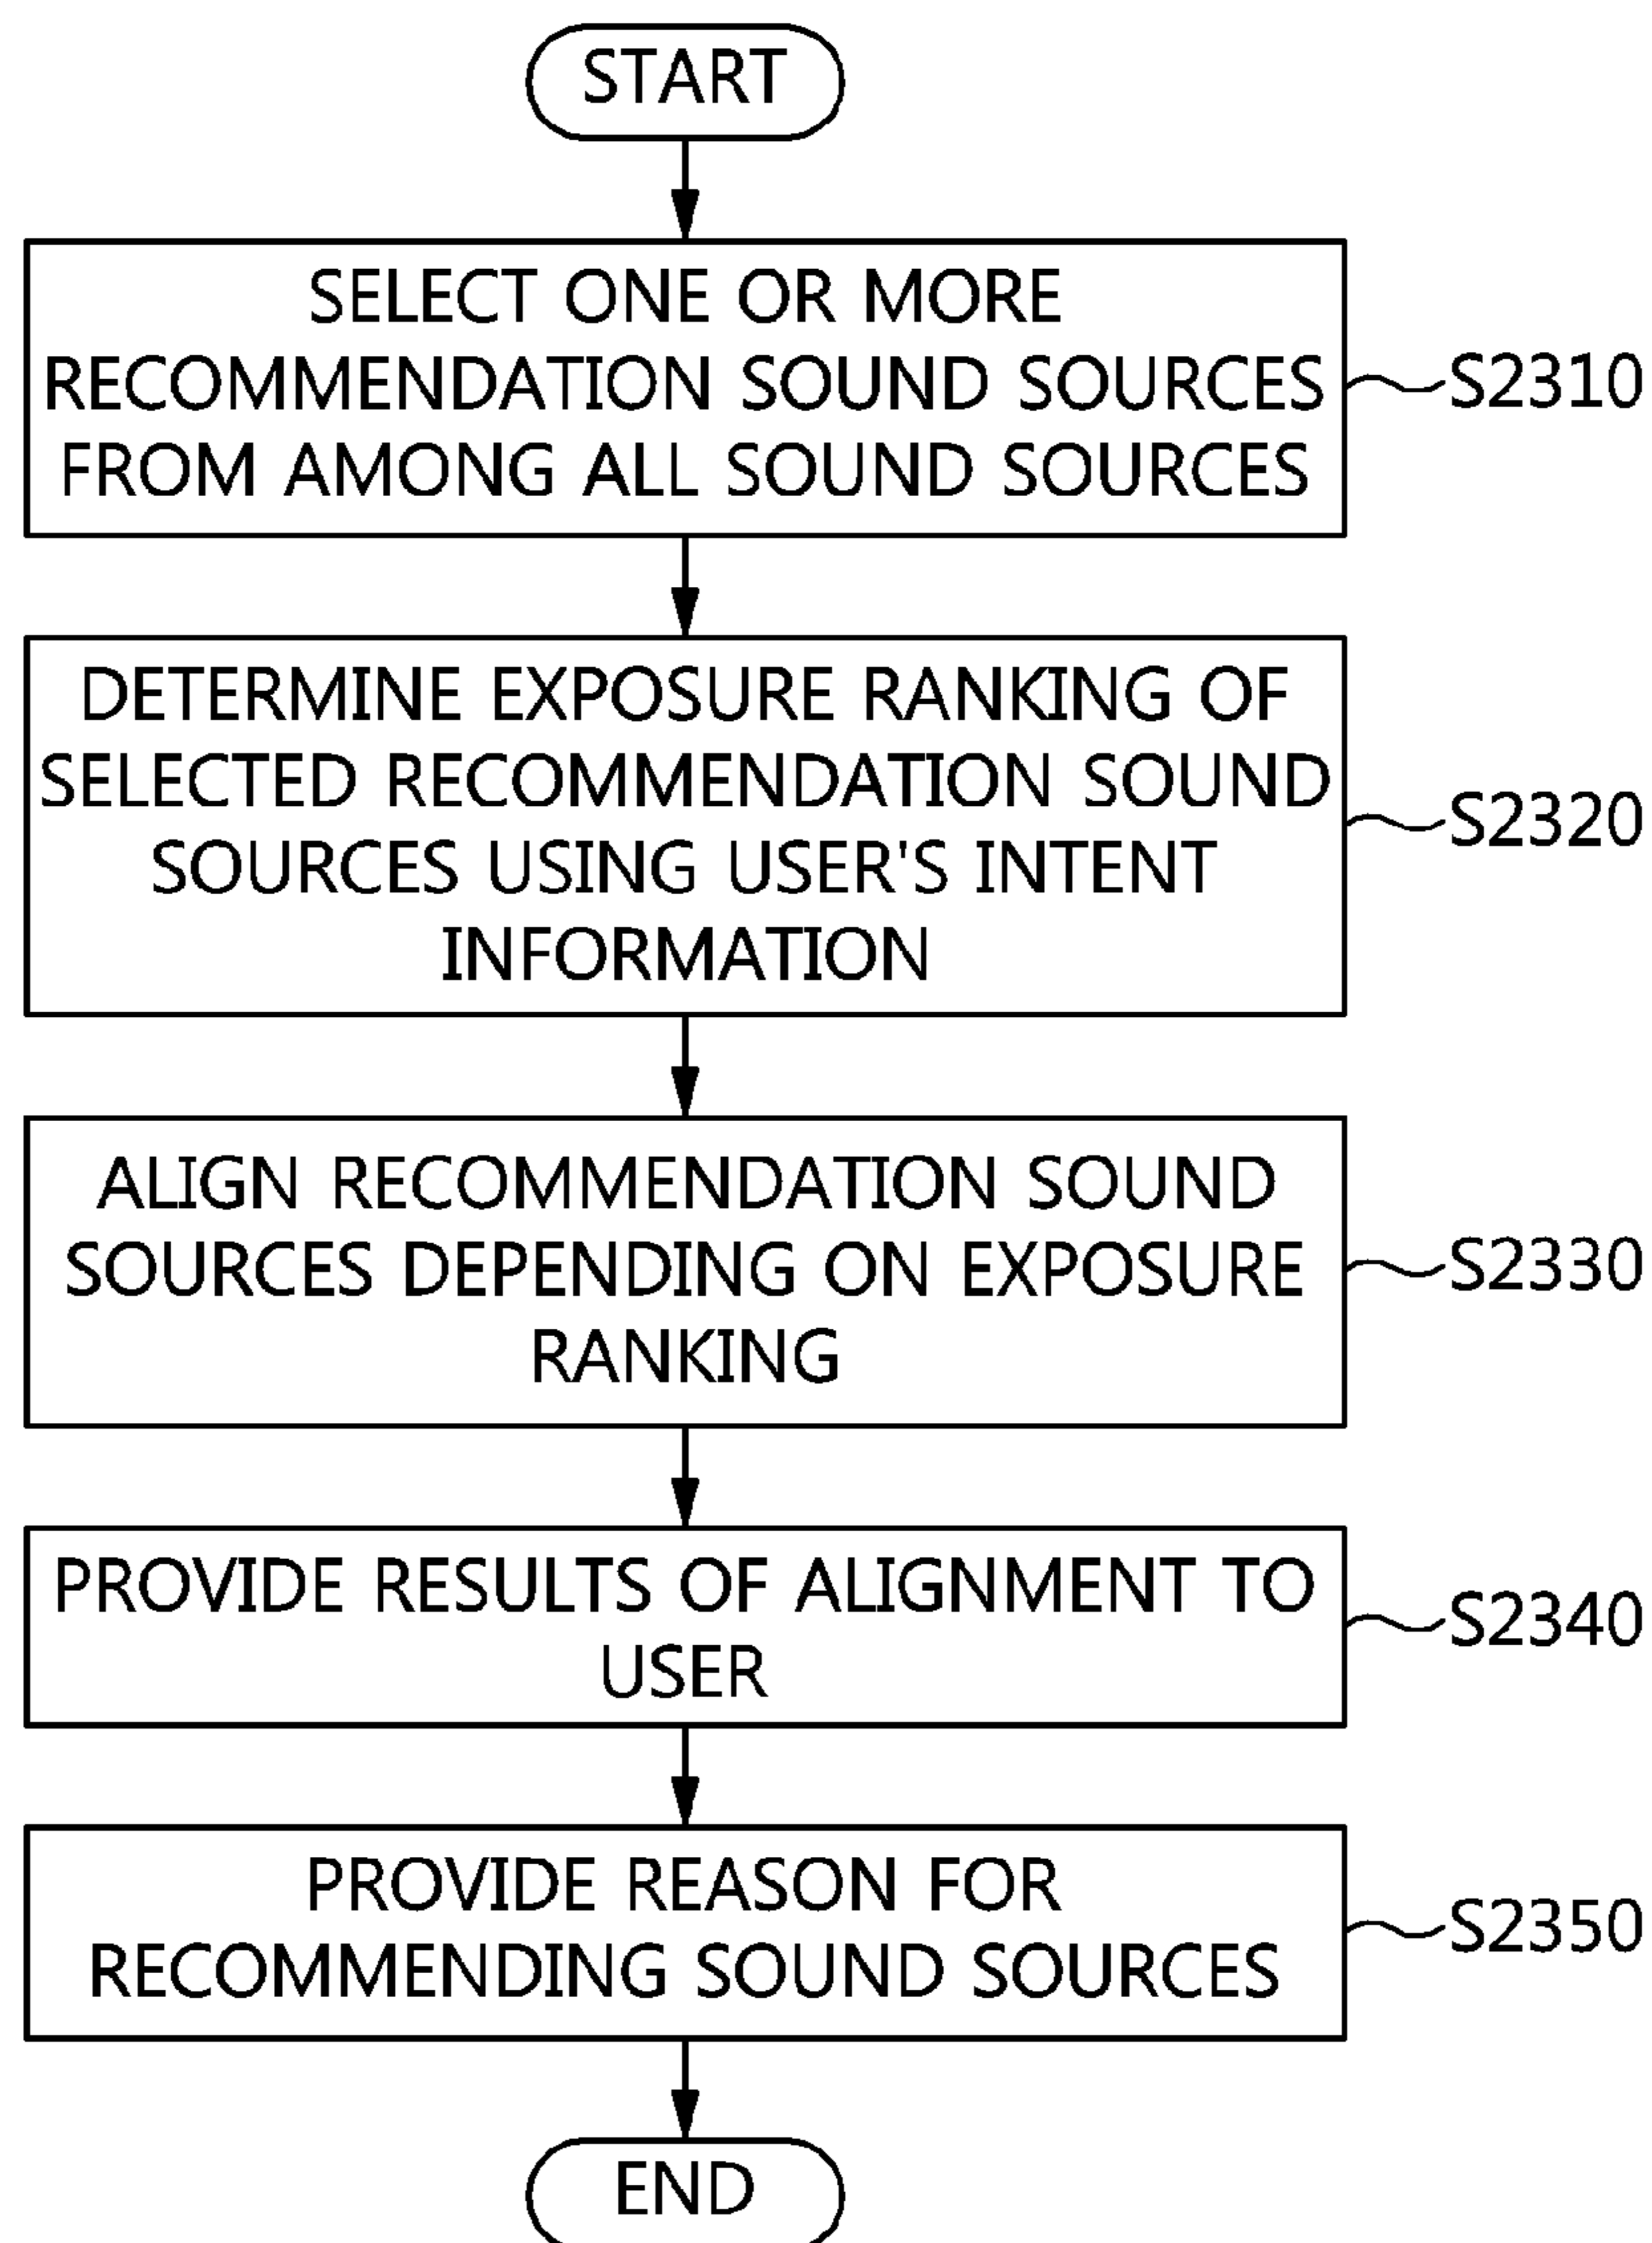 START
SELECT ONE OR MORE
RECOMMENDATION SOUND SOURCES
FROM AMONG ALL SOUND SOURCES
S2310
DETERMINE EXPOSURE RANKING OF
SELECTED RECOMMENDATION SOUND
SOURCES USING USER'S INTENT
INFORMATION
S2320
ALIGN RECOMMENDATION SOUND
SOURCES DEPENDING ON EXPOSURE
RANKING
S2330
PROVIDE RESULTS OF ALIGNMENT TO
USER
S2340
PROVIDE REASON FOR
RECOMMENDING SOUND SOURCES
S2350
END